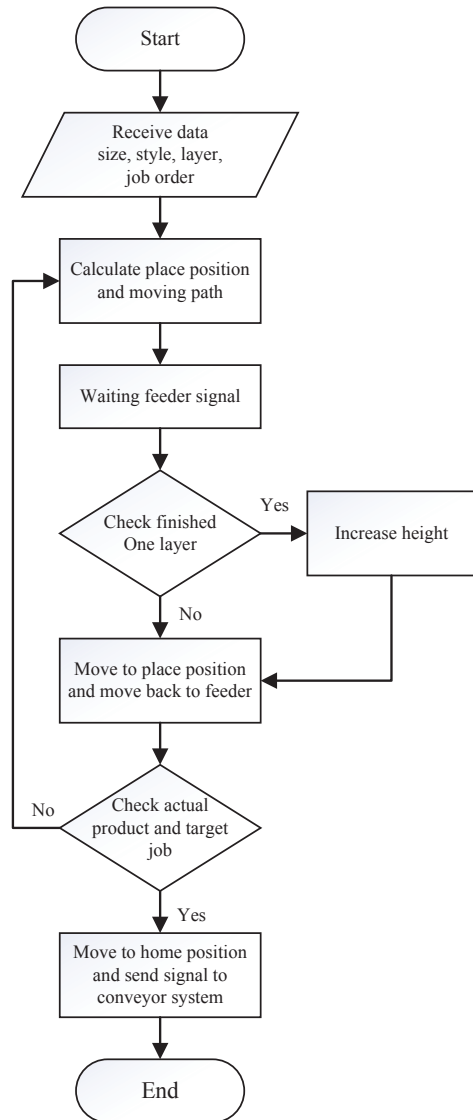 Start
Receive data
size, style, layer,
job order
Calculate place position
and moving path
Waiting feeder signal
Check finished
One layer
Yes
Increase height
No
Move to place position
and move back to feeder
Check actual
product and target
job
No
Yes
Move to home position
and send signal to
conveyor system
End